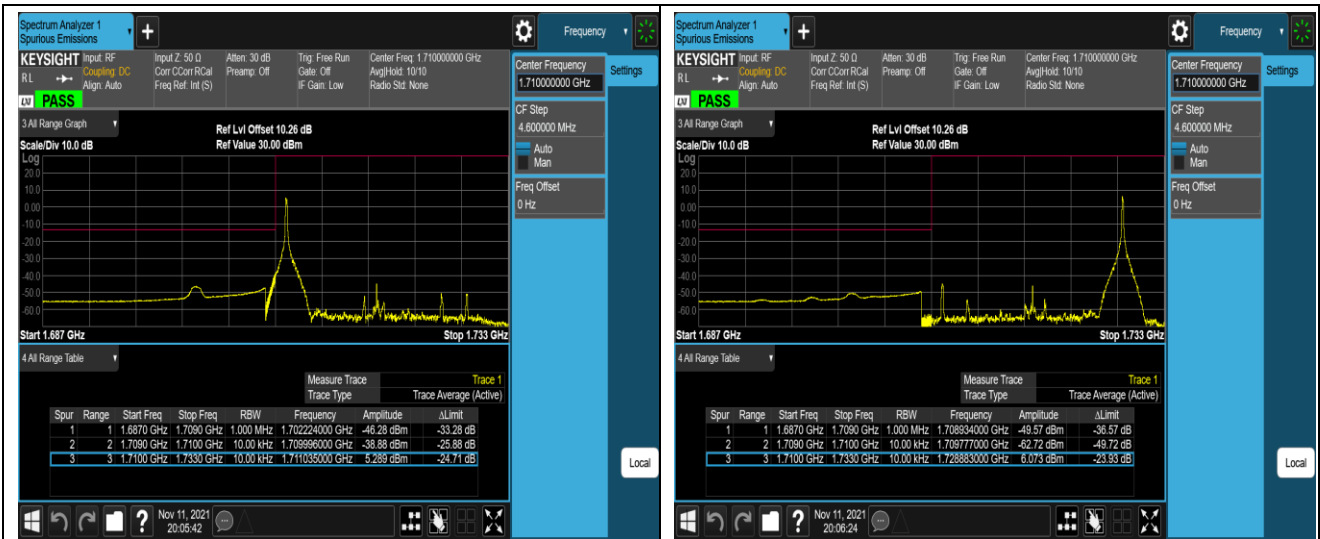 Spectrum Analyzer 1
Spurious Emissions
+
Frequency
KEYSIGHT Input: RF Input Z: 50 Ω Atten: 30 dB Trig: Free Run Center Freq: 1.710000000 GHz
RL Coupling: DC Corr CCorr RCal Preamp: Off Gate: Off Avg|Hold: 10/10
Align: Auto Freq Ref: Int (S) IF Gain: Low Radio Std: None
LXI PASS
Center Frequency
1.710000000 GHz
Settings
CF Step
4.600000 MHz
Auto
Man
Freq Offset
0 Hz
3 All Range Graph
Ref Lvl Offset 10.26 dB
Scale/Div 10.0 dB Ref Value 30.00 dBm
Log
20.0
10.0
0.00
-10.0
-20.0
-30.0
-40.0
-50.0
-60.0
Start 1.687 GHz Stop 1.733 GHz
4 All Range Table
Measure Trace Trace 1
Trace Type Trace Average (Active)
Spur Range Start Freq Stop Freq RBW Frequency Amplitude ΔLimit
1 1 1.6870 GHz 1.7090 GHz 1.000 MHz 1.702224000 GHz -46.28 dBm -33.28 dB
2 2 1.7090 GHz 1.7100 GHz 10.00 kHz 1.709996000 GHz -38.88 dBm -25.88 dB
3 3 1.7100 GHz 1.7330 GHz 10.00 kHz 1.711035000 GHz 5.289 dBm -24.71 dB
Local
?
Nov 11, 2021
20:05:42
Spectrum Analyzer 1
Spurious Emissions
+
Frequency
KEYSIGHT Input: RF Input Z: 50 Ω Atten: 30 dB Trig: Free Run Center Freq: 1.710000000 GHz
RL Coupling: DC Corr CCorr RCal Preamp: Off Gate: Off Avg|Hold: 10/10
Align: Auto Freq Ref: Int (S) IF Gain: Low Radio Std: None
LXI PASS
Center Frequency
1.710000000 GHz
Settings
CF Step
4.600000 MHz
Auto
Man
Freq Offset
0 Hz
3 All Range Graph
Ref Lvl Offset 10.26 dB
Scale/Div 10.0 dB Ref Value 30.00 dBm
Log
20.0
10.0
0.00
-10.0
-20.0
-30.0
-40.0
-50.0
-60.0
Start 1.687 GHz Stop 1.733 GHz
4 All Range Table
Measure Trace Trace 1
Trace Type Trace Average (Active)
Spur Range Start Freq Stop Freq RBW Frequency Amplitude ΔLimit
1 1 1.6870 GHz 1.7090 GHz 1.000 MHz 1.708934000 GHz -49.57 dBm -36.57 dB
2 2 1.7090 GHz 1.7100 GHz 10.00 kHz 1.709777000 GHz -62.72 dBm -49.72 dB
3 3 1.7100 GHz 1.7330 GHz 10.00 kHz 1.728883000 GHz 6.073 dBm -23.93 dB
Local
?
Nov 11, 2021
20:06:24